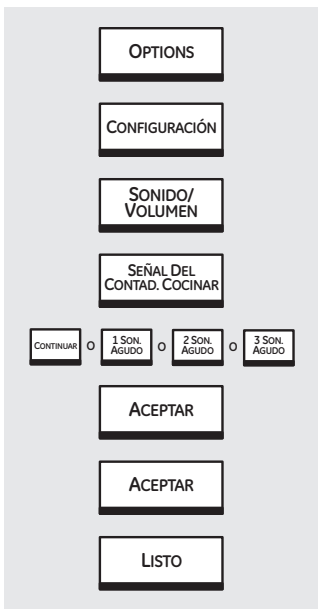 OPTIONS
CONFIGURACIÓN
SONIDO/
VOLUMEN
SEÑAL DEL
CONTAD. COCINAR
CONTINUAR O 1 SON. AGUDO O 2 SON. AGUDO O 3 SON. AGUDO
ACEPTAR
ACEPTAR
LISTO